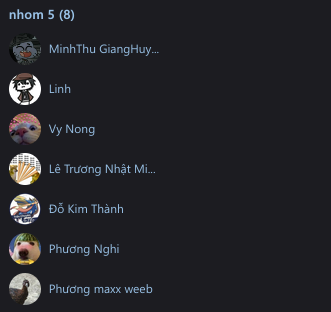 nhom 5 (8)
MinhThu GiangHuy...
Linh
Vy Nong
Lê Trương Nhật Mi...
Đỗ Kim Thành
Phương Nghi
Phương maxx weeb